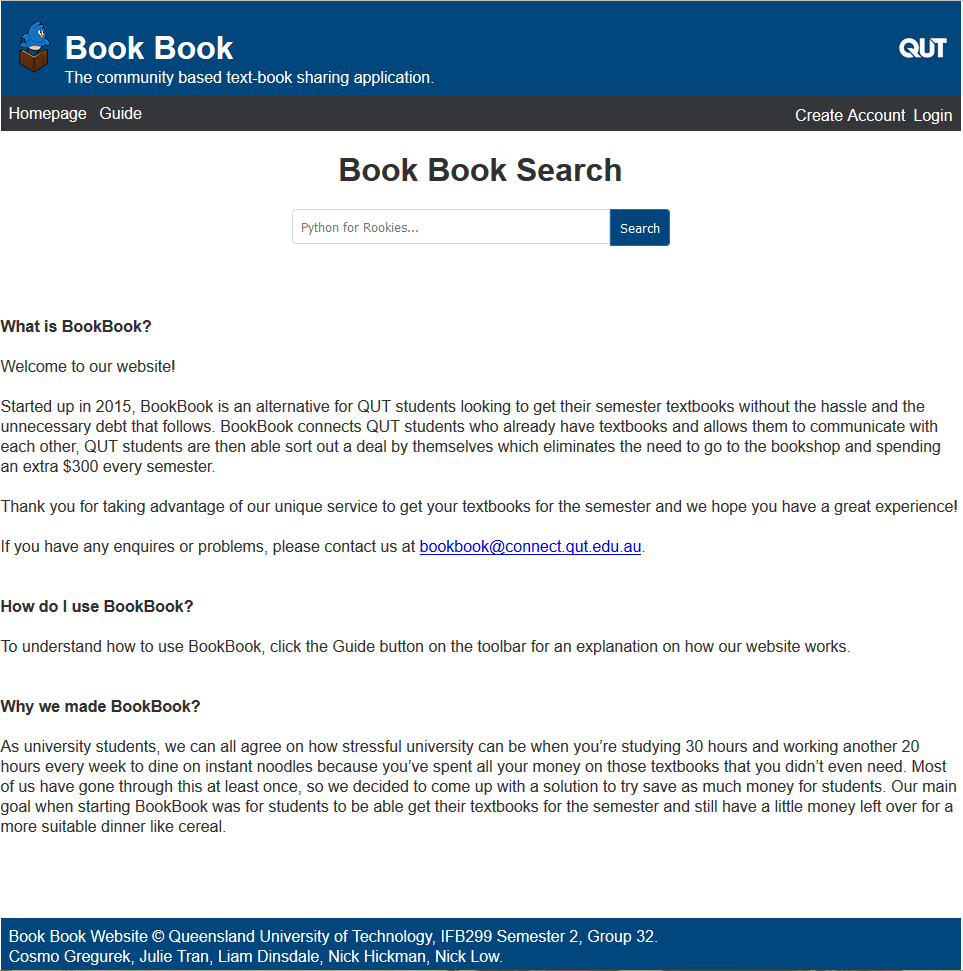 Book Book
The community based text-book sharing application.
QUT
Homepage Guide
Create Account Login
Book Book Search
Python for Rookies...
Search
What is BookBook?
Welcome to our website!
Started up in 2015, BookBook is an alternative for QUT students looking to get their semester textbooks without the hassle and the
unnecessary debt that follows. BookBook connects QUT students who already have textbooks and allows them to communicate with
each other, QUT students are then able sort out a deal by themselves which eliminates the need to go to the bookshop and spending
an extra $300 every semester.
Thank you for taking advantage of our unique service to get your textbooks for the semester and we hope you have a great experience!
If you have any enquires or problems, please contact us at bookbook@connect.qut.edu.au.
How do I use BookBook?
To understand how to use BookBook, click the Guide button on the toolbar for an explanation on how our website works.
Why we made BookBook?
As university students, we can all agree on how stressful university can be when you’re studying 30 hours and working another 20
hours every week to dine on instant noodles because you’ve spent all your money on those textbooks that you didn’t even need. Most
of us have gone through this at least once, so we decided to come up with a solution to try save as much money for students. Our main
goal when starting BookBook was for students to be able get their textbooks for the semester and still have a little money left over for a
more suitable dinner like cereal.
Book Book Website © Queensland University of Technology, IFB299 Semester 2, Group 32.
Cosmo Gregurek, Julie Tran, Liam Dinsdale, Nick Hickman, Nick Low.